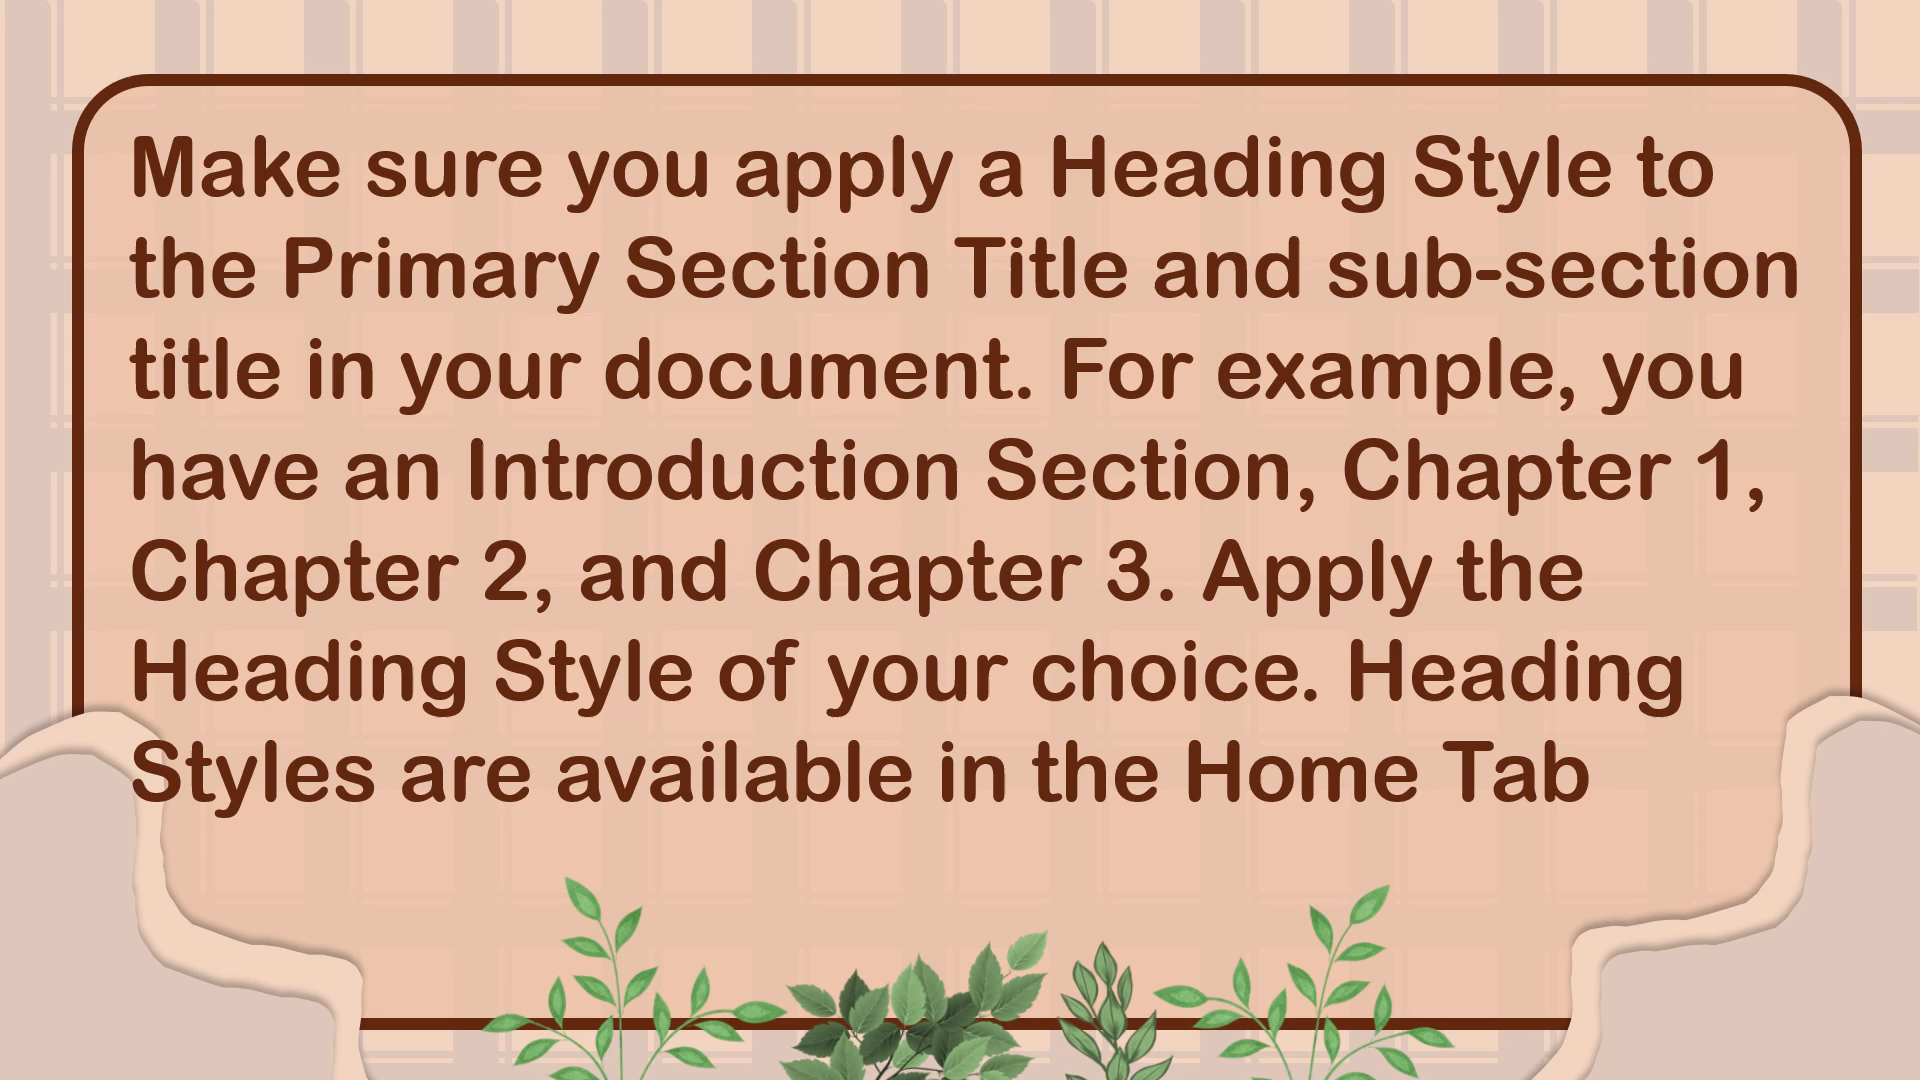 Make sure you apply a Heading Style to
the Primary Section Title and sub-section
title in your document. For example, you
have an Introduction Section, Chapter 1,
Chapter 2, and Chapter 3. Apply the
Heading Style of your choice. Heading
Styles are available in the Home Tab